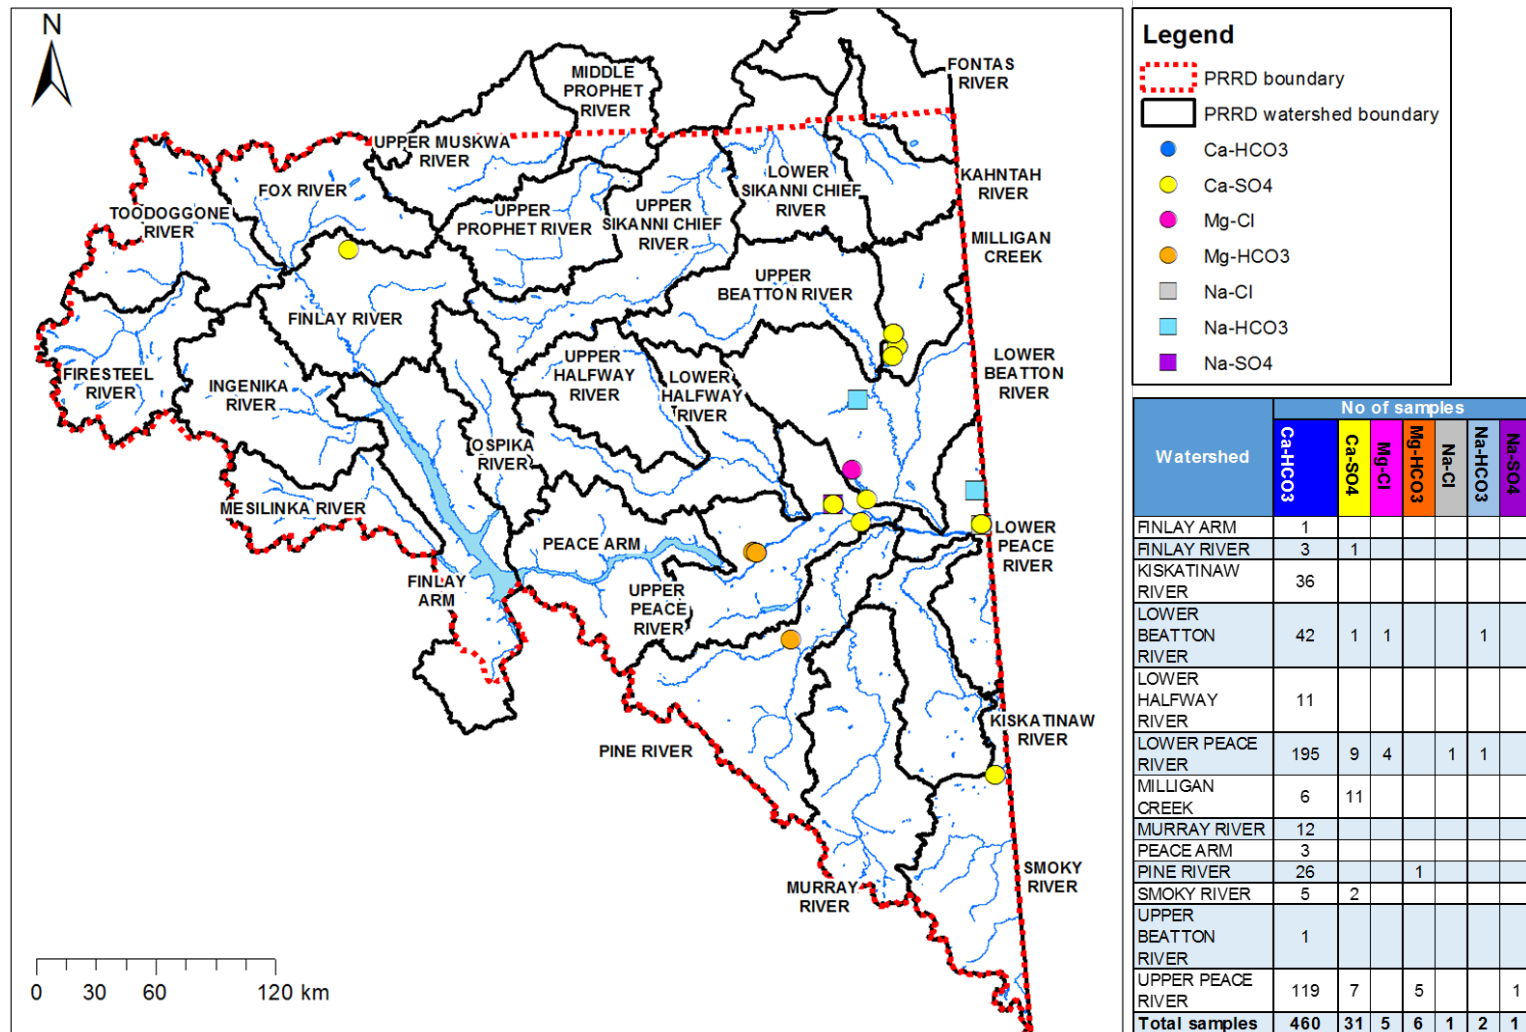 N
FONTAS
RIVER
MIDDLE
PROPHET
RIVER
UPPER MUSKWA
RIVER
FOX RIVER
LOWER
SIKANNI CHIEF
RIVER
KAHNTAH
RIVER
TOODOGGONE
RIVER
UPPER
PROPHET RIVER
UPPER
SIKANNI CHIEF
RIVER
MILLIGAN
CREEK
UPPER
BEATTON RIVER
FINLAY RIVER
FIRESTEEL
RIVER
INGENIKA
RIVER
UPPER
HALFWAY
RIVER
LOWER
HALFWAY
RIVER
LOWER
BEATTON
RIVER
OSPIKA
RIVER
MESILINKA RIVER
PEACE ARM
LOWER
PEACE
RIVER
FINLAY
ARM
UPPER
PEACE
RIVER
PINE RIVER
KISKATINAW
RIVER
MURRAY
RIVER
SMOKY
RIVER
0 30 60 120 km
Legend
PRRD boundary
PRRD watershed boundary
Ca-HCO3
Ca-SO4
Mg-Cl
Mg-HCO3
Na-Cl
Na-HCO3
Na-SO4
Watershed
No of samples
Ca-HCO3 Ca-SO4 Mg-Cl Mg-HCO3 Na-Cl Na-HCO3 Na-SO4
FINLAY ARM 1
FINLAY RIVER 3 1
KISKATINAW
RIVER 36
LOWER
BEATTON 42 1 1 1
RIVER
LOWER
HALFWAY 11
RIVER
LOWER PEACE
RIVER 195 9 4 1 1
MILLIGAN
CREEK 6 11
MURRAY RIVER 12
PEACE ARM 3
PINE RIVER 26 1
SMOKY RIVER 5 2
UPPER
BEATTON 1
RIVER
UPPER PEACE
RIVER 119 7 5 1
Total samples 460 31 5 6 1 2 1